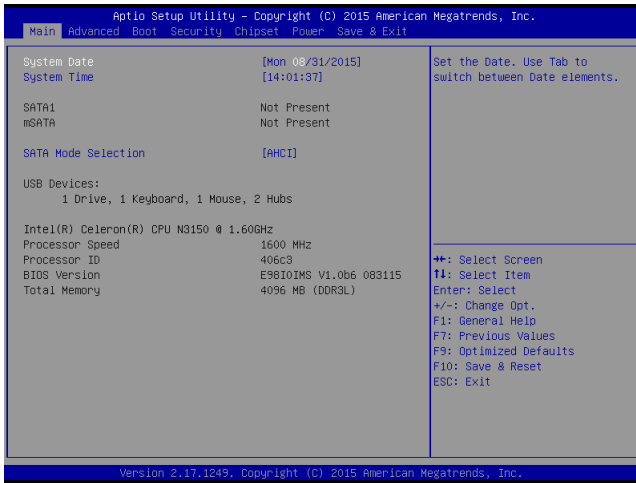 Aptio Setup Utility – Copyright (C) 2015 American Megatrends, Inc.
Main Advanced Boot Security Chipset Power Save & Exit
System Date [Mon 08/31/2015]
System Time [14:01:37]
SATA1 Not Present
mSATA Not Present
SATA Mode Selection [AHCI]
USB Devices:
1 Drive, 1 Keyboard, 1 Mouse, 2 Hubs
Intel(R) Celeron(R) CPU N3150 @ 1.60GHz
Processor Speed 1600 MHz
Processor ID 406c3
BIOS Version E98I0IMS V1.0b6 083115
Total Memory 4096 MB (DDR3L)
Set the Date. Use Tab to
switch between Date elements.
→←: Select Screen
↑↓: Select Item
Enter: Select
+/-: Change Opt.
F1: General Help
F7: Previous Values
F9: Optimized Defaults
F10: Save & Reset
ESC: Exit
Version 2.17.1249. Copyright (C) 2015 American Megatrends, Inc.